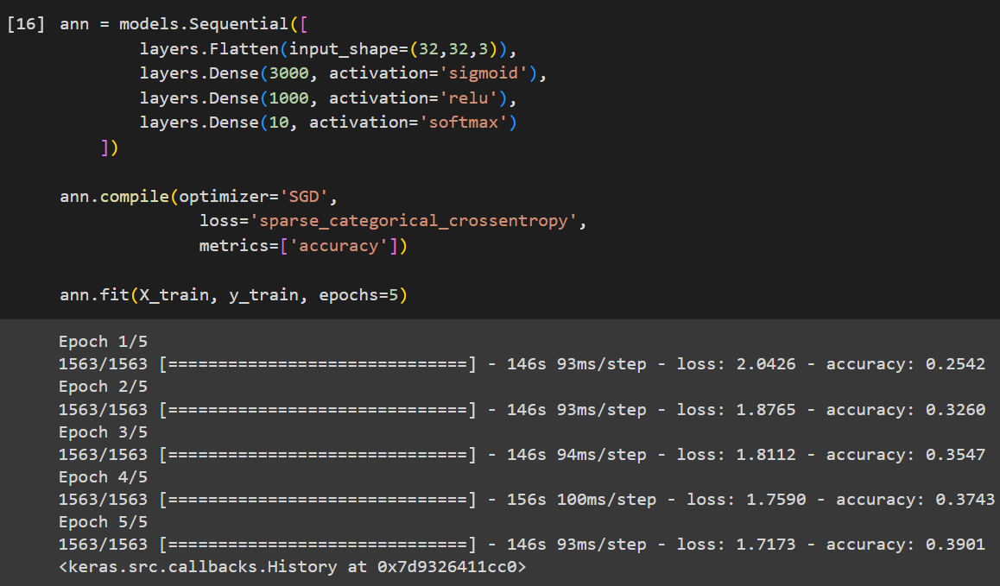 [16] ann = models.Sequential([
layers.Flatten(input_shape=(32,32,3)),
layers.Dense(3000, activation='sigmoid'),
layers.Dense(1000, activation='relu'),
layers.Dense(10, activation='softmax')
])
ann.compile(optimizer='SGD',
loss='sparse_categorical_crossentropy',
metrics=['accuracy'])
ann.fit(X_train, y_train, epochs=5)
Epoch 1/5
1563/1563 [==============================] - 146s 93ms/step - loss: 2.0426 - accuracy: 0.2542
Epoch 2/5
1563/1563 [==============================] - 146s 93ms/step - loss: 1.8765 - accuracy: 0.3260
Epoch 3/5
1563/1563 [==============================] - 146s 94ms/step - loss: 1.8112 - accuracy: 0.3547
Epoch 4/5
1563/1563 [==============================] - 156s 100ms/step - loss: 1.7590 - accuracy: 0.3743
Epoch 5/5
1563/1563 [==============================] - 146s 93ms/step - loss: 1.7173 - accuracy: 0.3901
<keras.src.callbacks.History at 0x7d9326411cc0>